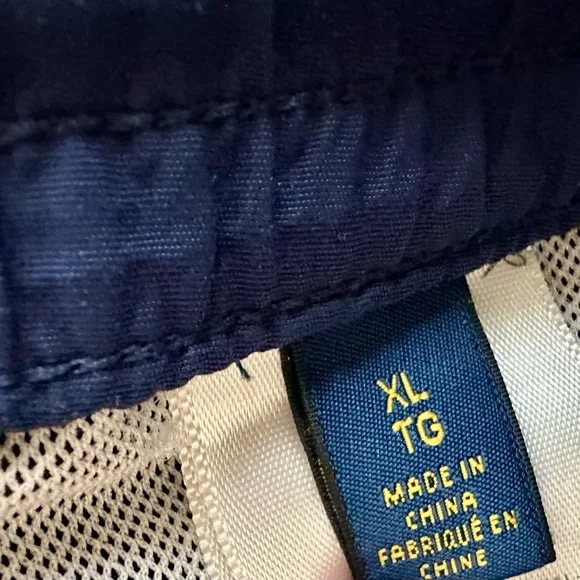 XL
TG
MADE IN
CHINA
FABRIQUÉ EN
CHINE